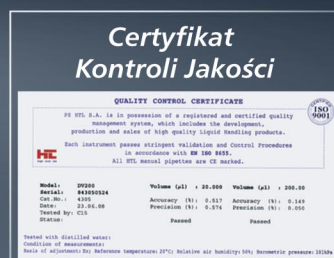 Certyfikat
Kontroli Jakości
QUALITY CONTROL CERTIFICATE
PZ HTL S.A. is in possession of a registered and certified quality
management system, which includes the development,
production and sales of high quality Liquid Handling products.
Each instrument passes stringent validation and Control Procedures
in accordance with EN ISO 8655.
All HTL manual pipettes are CE marked.
HTL
ISO
9001
Model: DV200 Volume (µl) : 20.000 Volume (µl) : 200.00
Serial: 843050524
Cat.No.: 4305 Accuracy (%): 0.517 Accuracy (%): 0.149
Date: 23.06.08 Precision (%): 0.574 Precision (%): 0.050
Tested by: C15
Status: Passed Passed
Tested with distilled water:
Condition of measurements:
Basis of adjustment: Ex; Reference temperature: 20°C; Relative air humidity: 50%; Barometric pressure: 101kPa